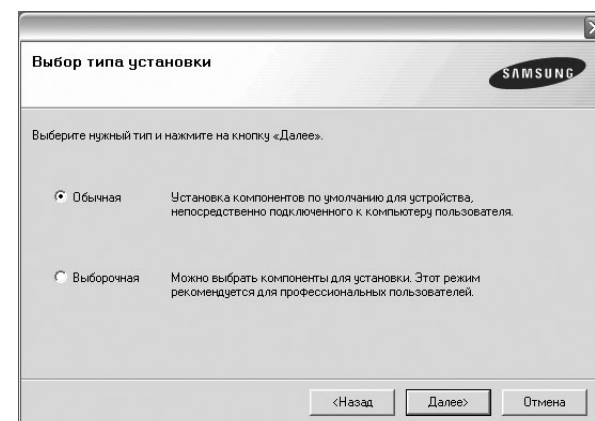 Выбор типа установки
SAMSUNG
Выберите нужный тип и нажмите на кнопку «Далее».
Обычная
Установка компонентов по умолчанию для устройства,
непосредственно подключенного к компьютеру пользователя.
Выборочная
Можно выбрать компоненты для установки. Этот режим
рекомендуется для профессиональных пользователей.
<Назад
Далее>
Отмена